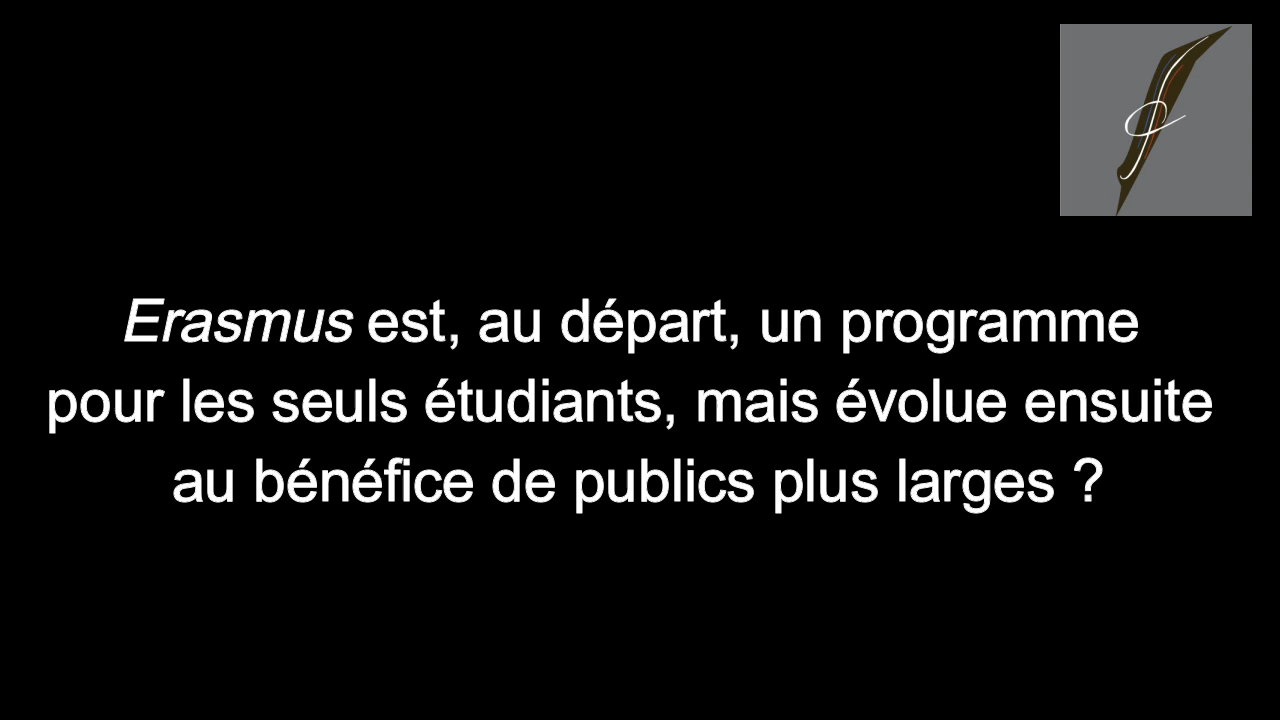 Erasmus est, au départ, un programme
pour les seuls étudiants, mais évolue ensuite
au bénéfice de publics plus larges ?